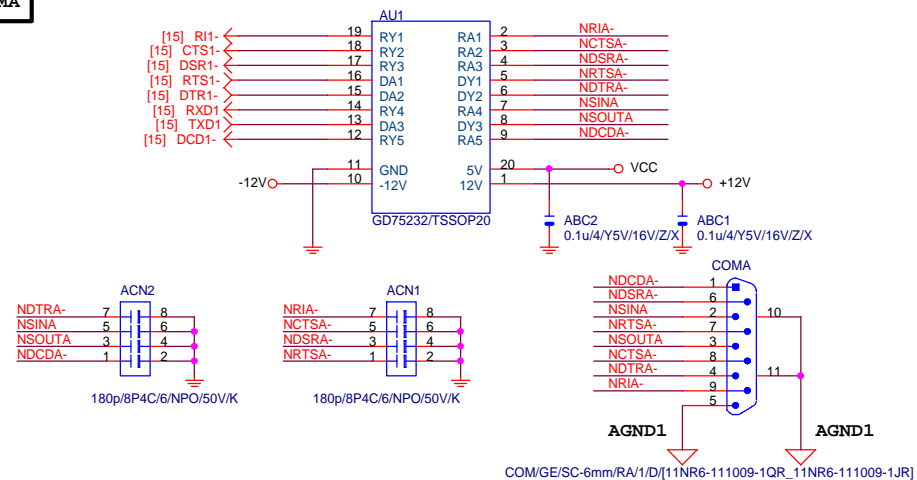 MA
AU1
[15] RI1- 19 RY1 RA1 2 NRIA-
[15] CTS1- 18 RY2 RA2 3 NCTSA-
[15] DSR1- 17 RY3 RA3 4 NDSRA-
[15] RTS1- 16 DA1 DY1 5 NRTSA-
[15] DTR1- 15 DA2 DY2 6 NDTRA-
[15] RXD1 14 RY4 RA4 7 NSINA
[15] TXD1 13 DA3 DY3 8 NSOUTA
[15] DCD1- 12 RY5 RA5 9 NDCDA-
11 GND 5V 20 VCC
-12V 10 -12V 12V 1 +12V
GD75232/TSSOP20
ABC2
0.1u/4/Y5V/16V/Z/X
ABC1
0.1u/4/Y5V/16V/Z/X
ACN2
NDTRA- 7 8
NSINA 5 6
NSOUTA 3 4
NDCDA- 1 2
180p/8P4C/6/NPO/50V/K
ACN1
NRIA- 7 8
NCTSA- 5 6
NDSRA- 3 4
NRTSA- 1 2
180p/8P4C/6/NPO/50V/K
COMA
NDCDA- 1
NDSRA- 6
NSINA 2 10
NRTSA- 7
NSOUTA 3
NCTSA- 8
NDTRA- 4 11
NRIA- 9
5
AGND1 AGND1
COM/GE/SC-6mm/RA/1/D/[11NR6-111009-1QR_11NR6-111009-1JR]